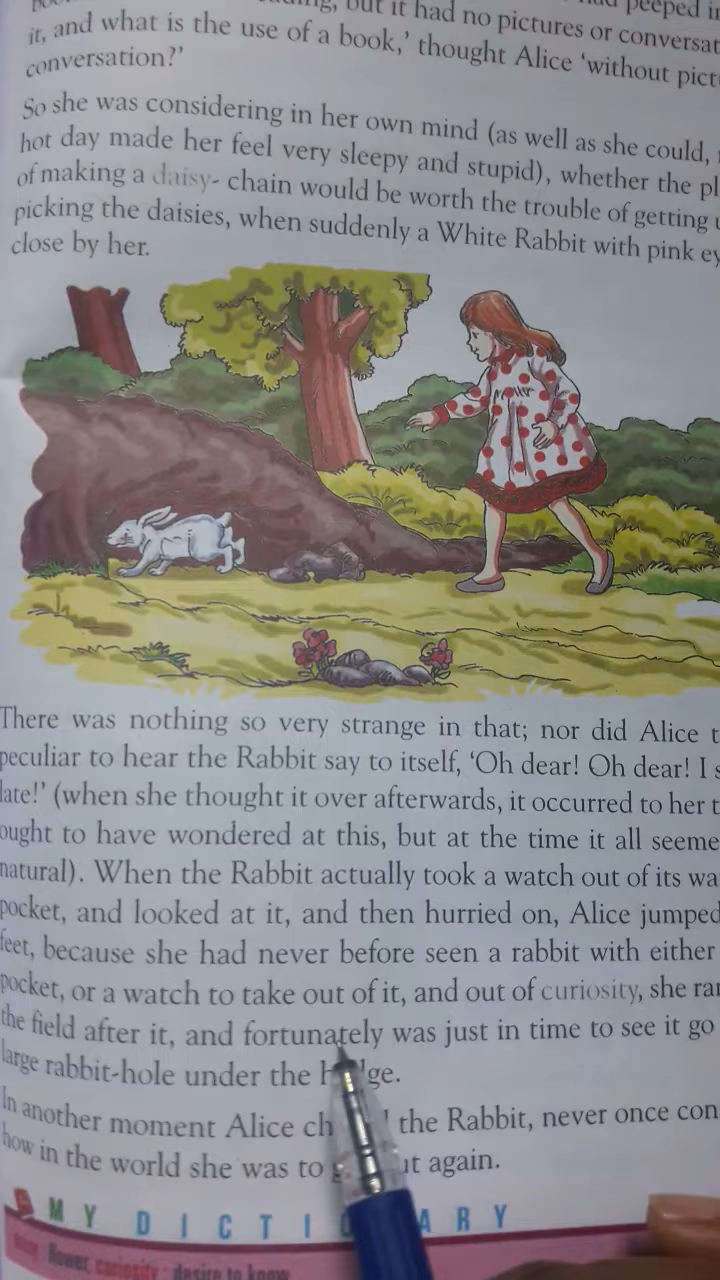 it had no pictures or
it, and what is the use of a book,' thought Alice 'without
conversation?'
So she was considering in her own mind (as well as she could,
hot day made her feel very sleepy and stupid), whether the
of making a daisy- chain would be worth the trouble of getting
picking the daisies, when suddenly a White Rabbit with pink
close by her.
There was nothing so very strange in that; nor did Alice
peculiar to hear the Rabbit say to itself, 'Oh dear! Oh dear! I
late!' (when she thought it over afterwards, it occurred to her
ought to have wondered at this, but at the time it all
natural). When the Rabbit actually took a watch out of its
pocket, and looked at it, and then hurried on, Alice jumped
feet, because she had never before seen a rabbit with either
pocket, or a watch to take out of it, and out of curiosity, she
the field after it, and fortunately was just in time to see it go
large rabbit-hole under the
In another moment Alice the Rabbit, never once
how in the world she was to again.
MY
flower, curiosity : desire to know